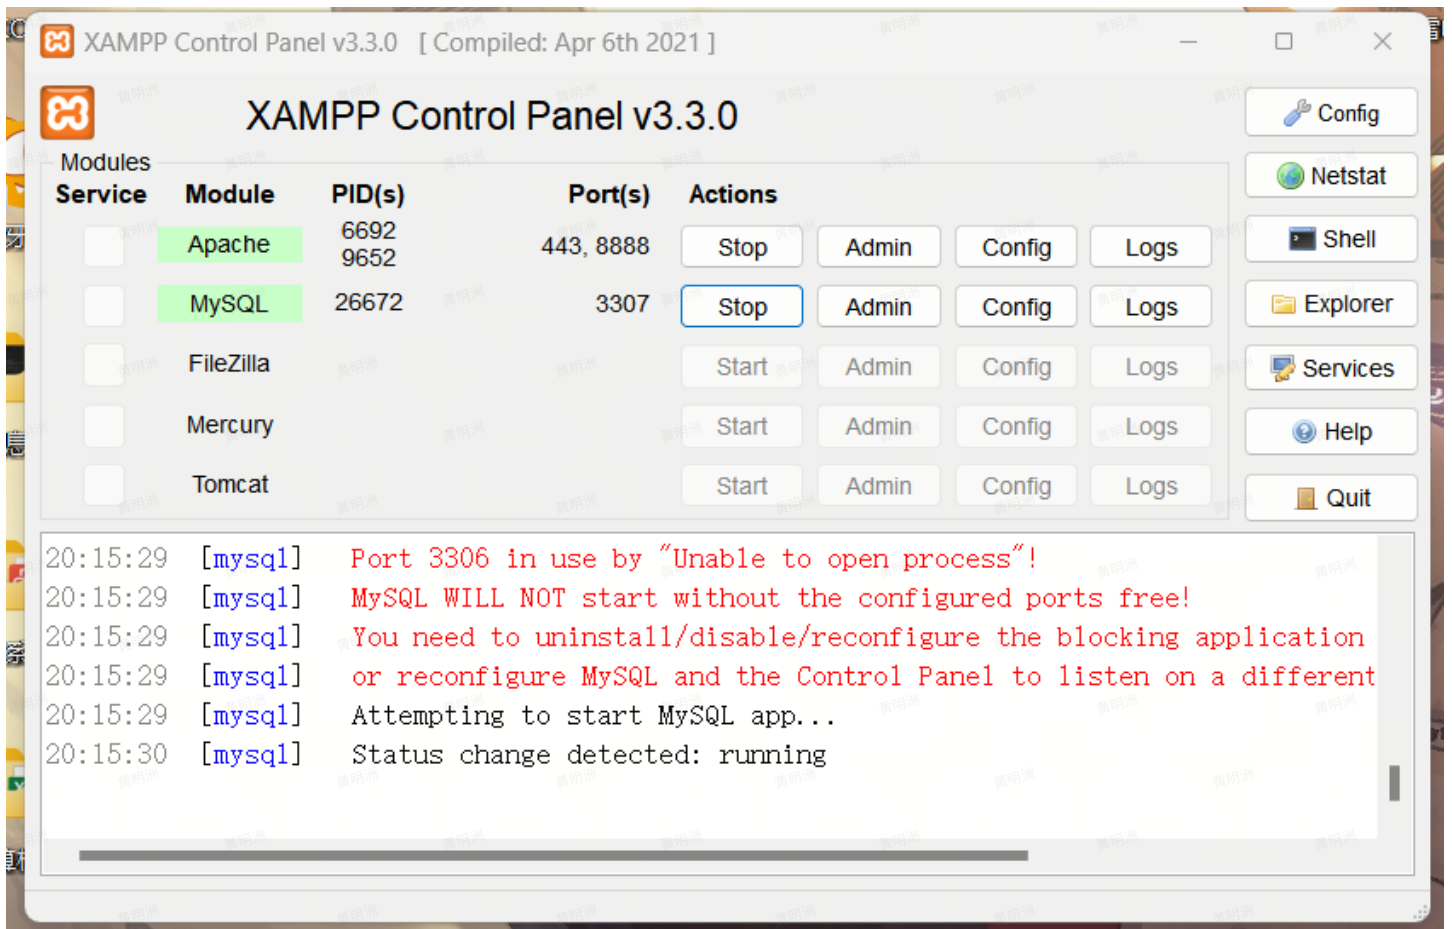 XAMPP Control Panel v3.3.0 [ Compiled: Apr 6th 2021 ]
XAMPP Control Panel v3.3.0
Config
Modules
Netstat
Service Module PID(s) Port(s) Actions
Apache 6692 9652 443, 8888 Stop Admin Config Logs
Shell
MySQL 26672 3307 Stop Admin Config Logs
Explorer
FileZilla Start Admin Config Logs
Services
Mercury Start Admin Config Logs
Help
Tomcat Start Admin Config Logs
Quit
20:15:29 [mysql] Port 3306 in use by "Unable to open process"!
20:15:29 [mysql] MySQL WILL NOT start without the configured ports free!
20:15:29 [mysql] You need to uninstall/disable/reconfigure the blocking application
20:15:29 [mysql] or reconfigure MySQL and the Control Panel to listen on a different
20:15:29 [mysql] Attempting to start MySQL app...
20:15:30 [mysql] Status change detected: running
黄明洲